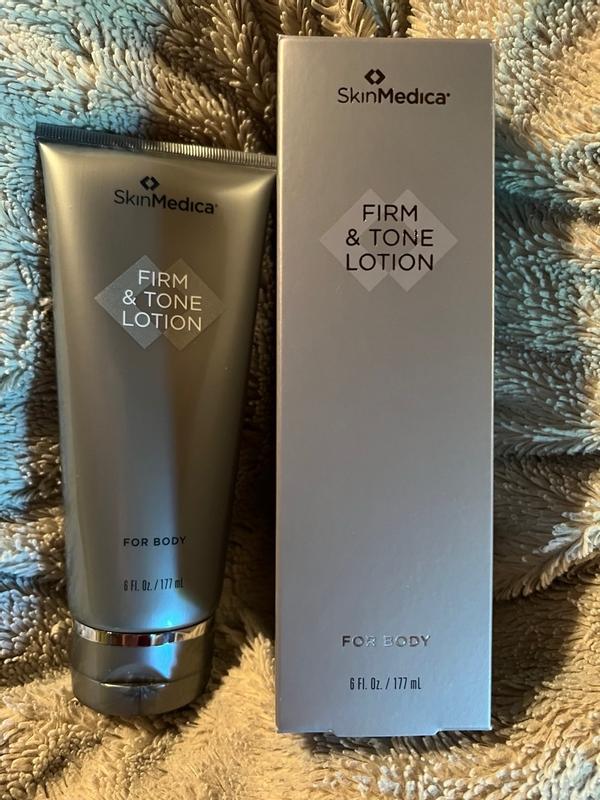 SkinMedica
FIRM
& TONE
LOTION
FOR BODY
6 Fl. Oz. / 177 mL
SkinMedica®
FIRM
& TONE
LOTION
FOR BODY
6 Fl. Oz. / 177 mL